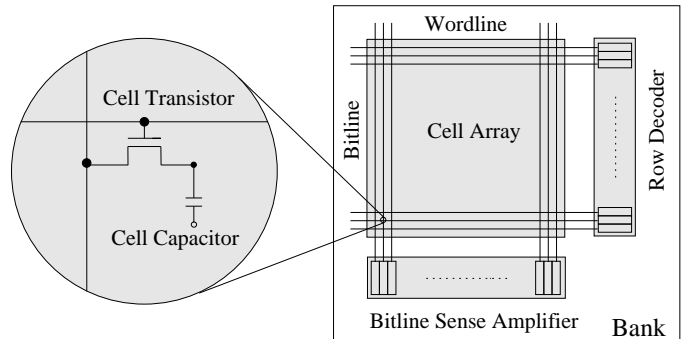 Wordline
Cell Transistor
Bitline
Cell Array
Row Decoder
Cell Capacitor
Bitline Sense Amplifier
Bank